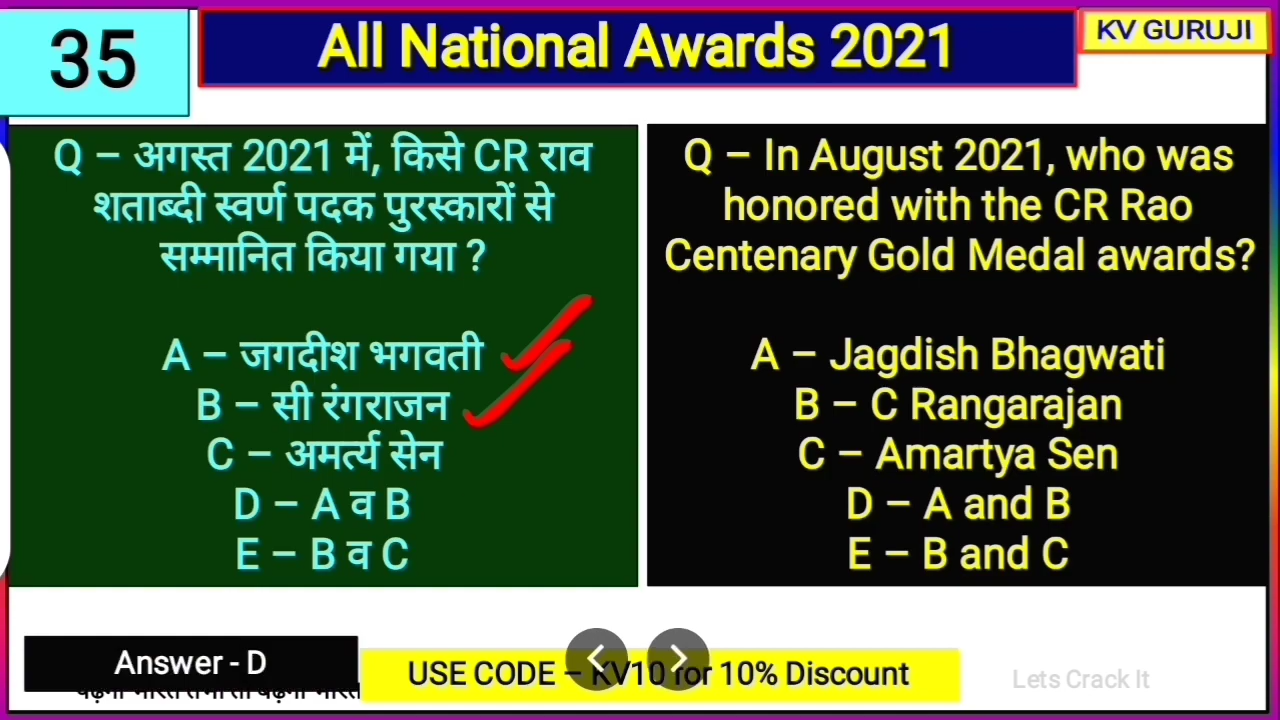 35
All National Awards 2021
KV GURUJI
Q – अगस्त 2021 में, किसे CR राव
शताब्दी स्वर्ण पदक पुरस्कारों से
सम्मानित किया गया ?
A – जगदीश भगवती
B – सी रंगराजन
C – अमर्त्य सेन
D – A व B
E – B व C
Q – In August 2021, who was
honored with the CR Rao
Centenary Gold Medal awards?
A – Jagdish Bhagwati
B – C Rangarajan
C – Amartya Sen
D – A and B
E – B and C
Answer - D
USE CODE – KV10 for 10% Discount
Lets Crack It